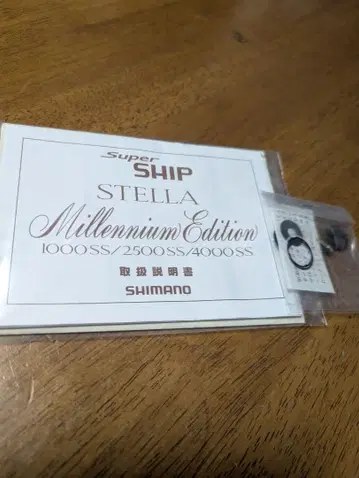 Super
SHIP
STELLA
Millennium Edition
1000SS/2500SS/4000SS
取扱説明書
SHIMANO